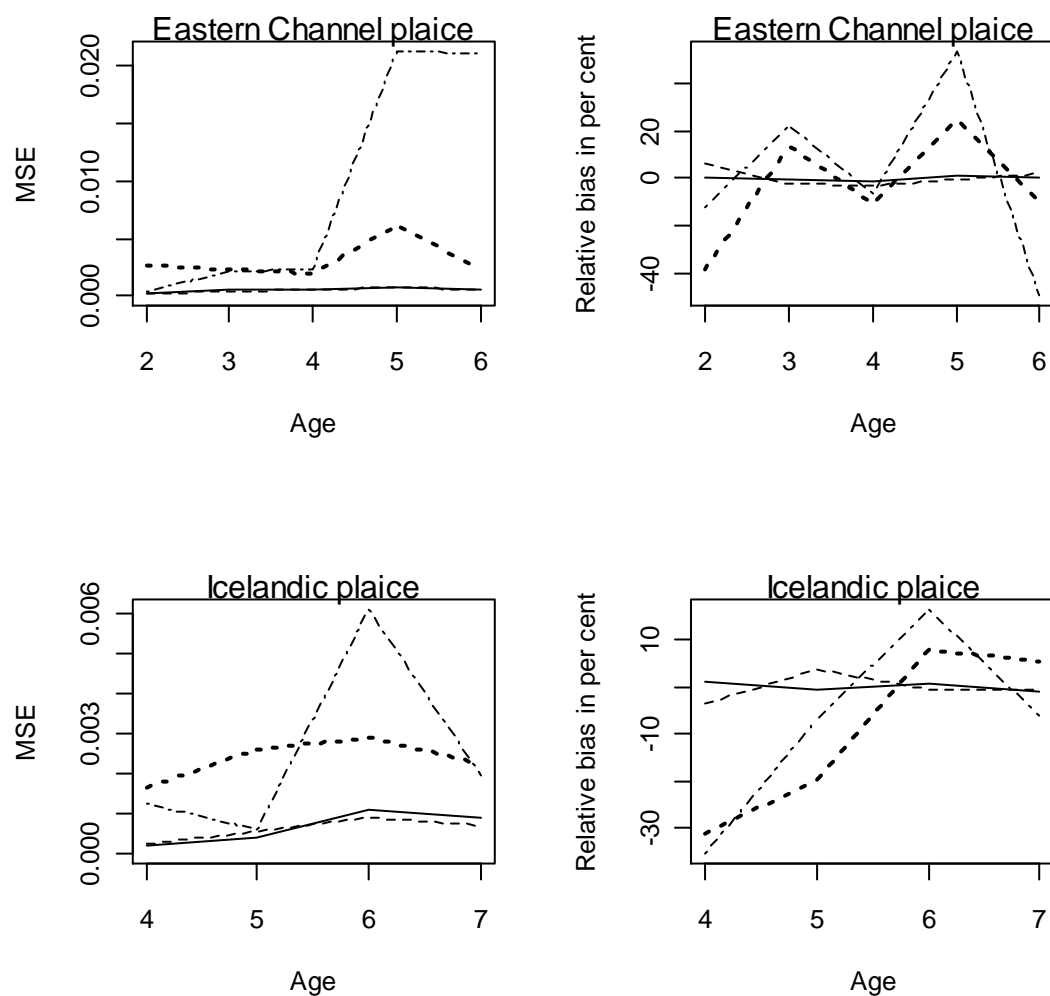 Eastern Channel plaice
MSE
0.000 0.010 0.020
2 3 4 5 6
Age
Eastern Channel plaice
Relative bias in per cent
-40 0 20
2 3 4 5 6
Age
Icelandic plaice
MSE
0.000 0.003 0.006
4 5 6 7
Age
Icelandic plaice
Relative bias in per cent
-30 -10 10
4 5 6 7
Age